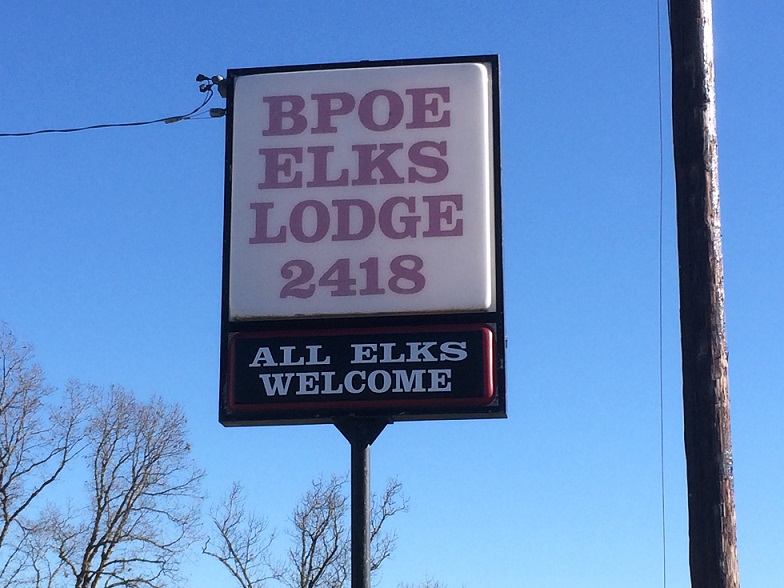 BPOE
ELKS
LODGE
2418
ALL ELKS
WELCOME